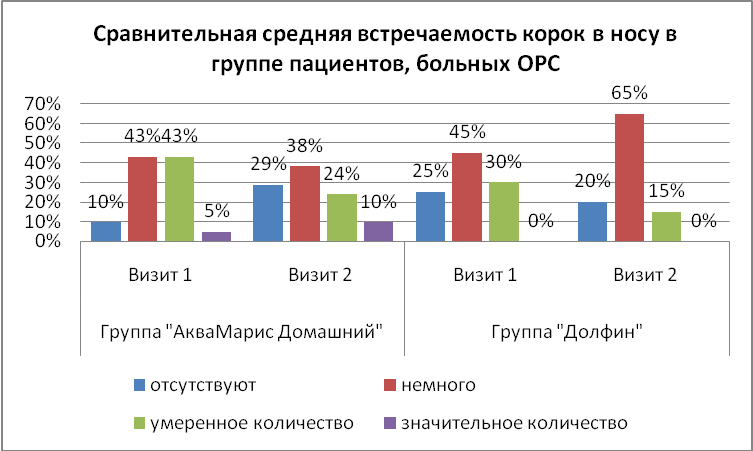 Сравнительная средняя встречаемость корок в носу в
группе пациентов, больных ОРС
70%
60%
50%
40%
30%
20%
10%
0%
10%
43%
43%
5%
29%
38%
24%
10%
25%
45%
30%
0%
20%
65%
15%
0%
Визит 1
Визит 2
Визит 1
Визит 2
Группа "АкваМарис Домашний"
Группа "Долфин"
отсутствуют
немного
умеренное количество
значительное количество